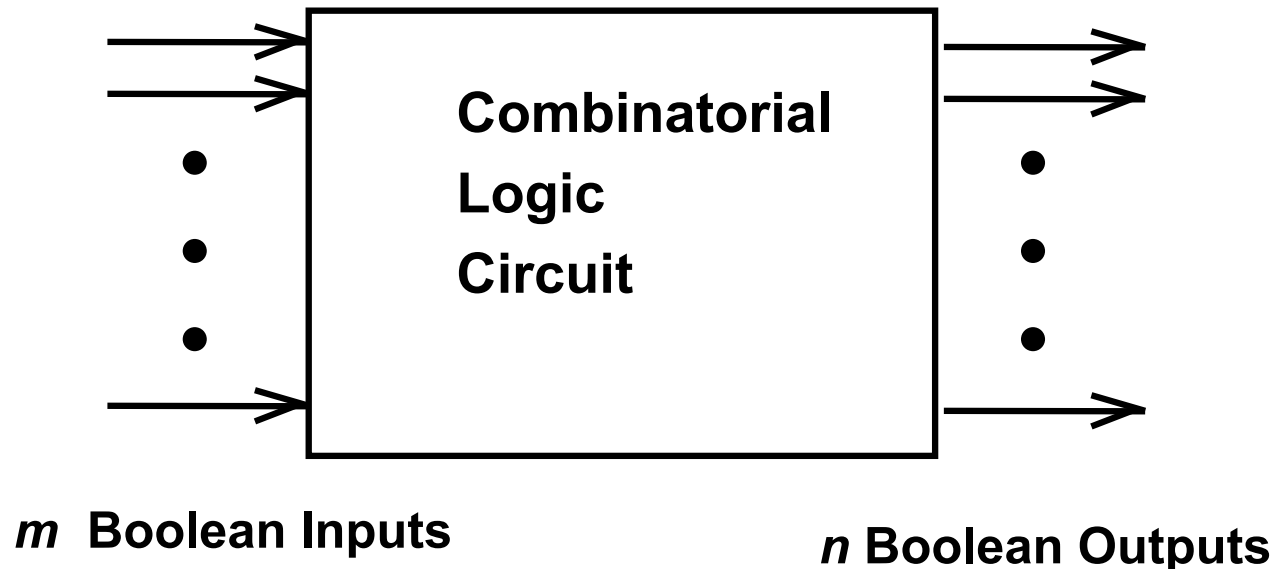 Combinatorial
Logic
Circuit
m Boolean Inputs
n Boolean Outputs